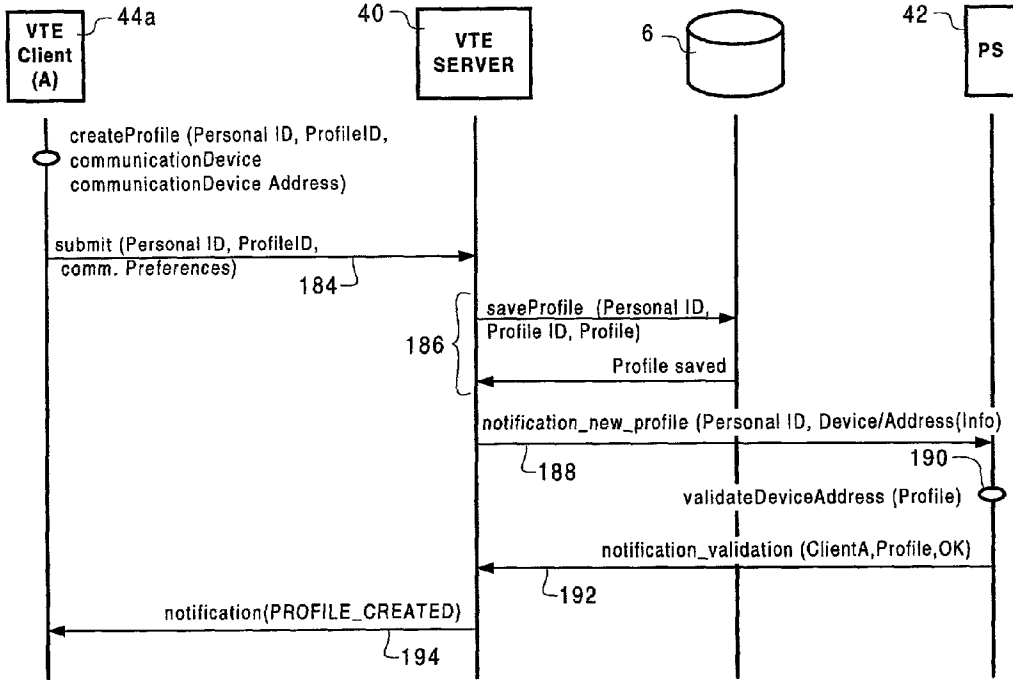 44a
40
6
42
VTE
Client
(A)
VTE
SERVER
PS
createProfile (Personal ID, ProfileID,
communicationDevice
communicationDevice Address)
submit (Personal ID, ProfileID,
comm. Preferences)
184
saveProfile (Personal ID,
Profile ID, Profile)
186
Profile saved
notification_new_profile (Personal ID, Device/Address(Info)
188
190
validateDeviceAddress (Profile)
notification_validation (ClientA,Profile,OK)
192
notification(PROFILE_CREATED)
194